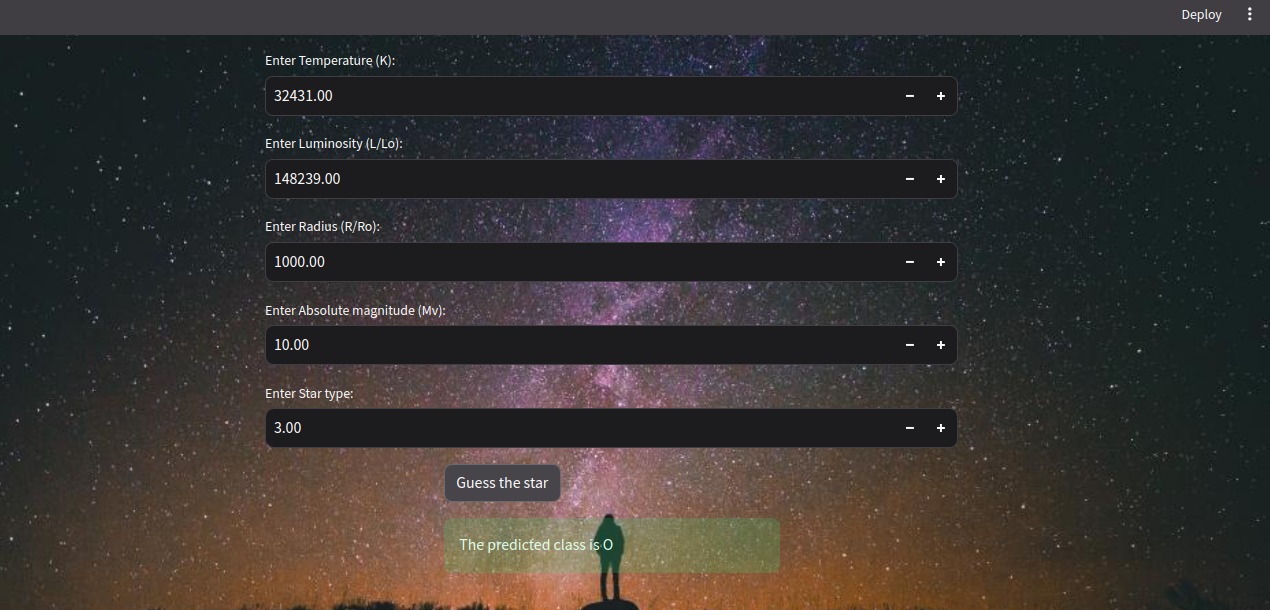 Deploy
Enter Temperature (K):
32431.00
Enter Luminosity (L/Lo):
148239.00
Enter Radius (R/Ro):
1000.00
Enter Absolute magnitude (Mv):
10.00
Enter Star type:
3.00
Guess the star
The predicted class is O